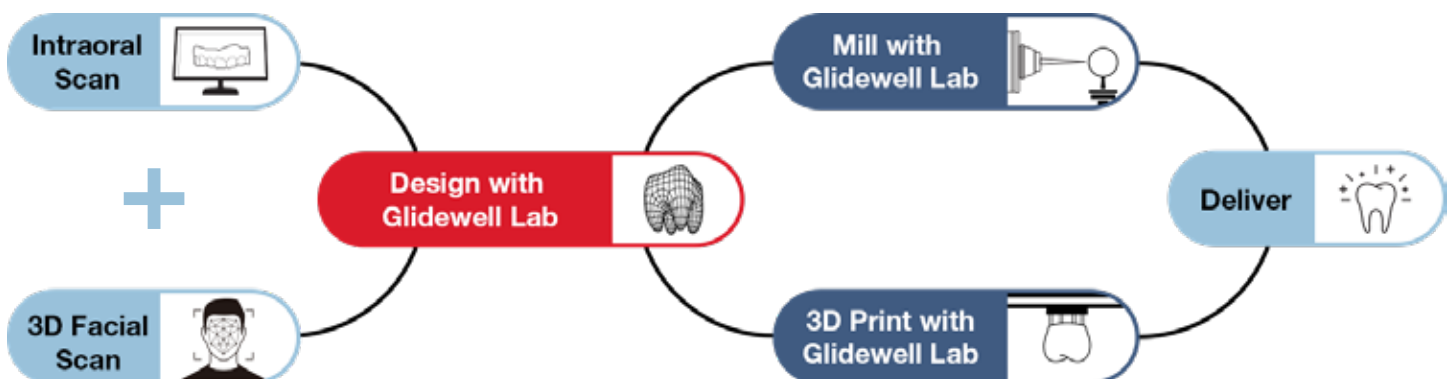 Intraoral
Scan
+
3D Facial
Scan
Design with
Glidewell Lab
Mill with
Glidewell Lab
3D Print with
Glidewell Lab
Deliver